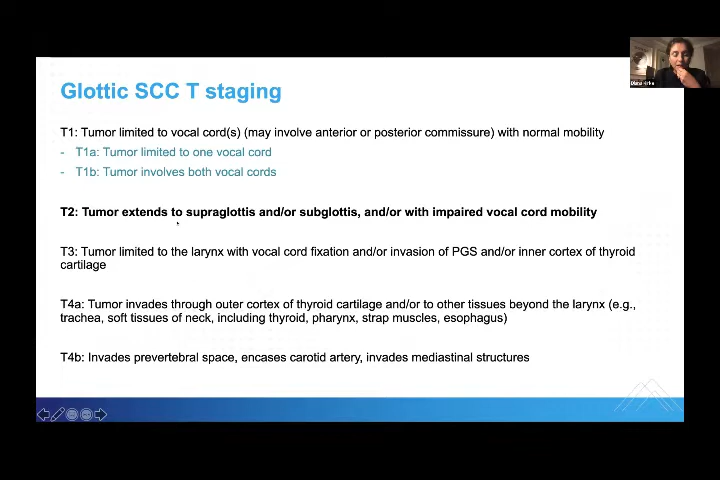 Glottic SCC T staging
T1: Tumor limited to vocal cord(s) (may involve anterior or posterior commissure) with normal mobility
- T1a: Tumor limited to one vocal cord
- T1b: Tumor involves both vocal cords
T2: Tumor extends to supraglottis and/or subglottis, and/or with impaired vocal cord mobility
T3: Tumor limited to the larynx with vocal cord fixation and/or invasion of PGS and/or inner cortex of thyroid
cartilage
T4a: Tumor invades through outer cortex of thyroid cartilage and/or to other tissues beyond the larynx (e.g.,
trachea, soft tissues of neck, including thyroid, pharynx, strap muscles, esophagus)
T4b: Invades prevertebral space, encases carotid artery, invades mediastinal structures